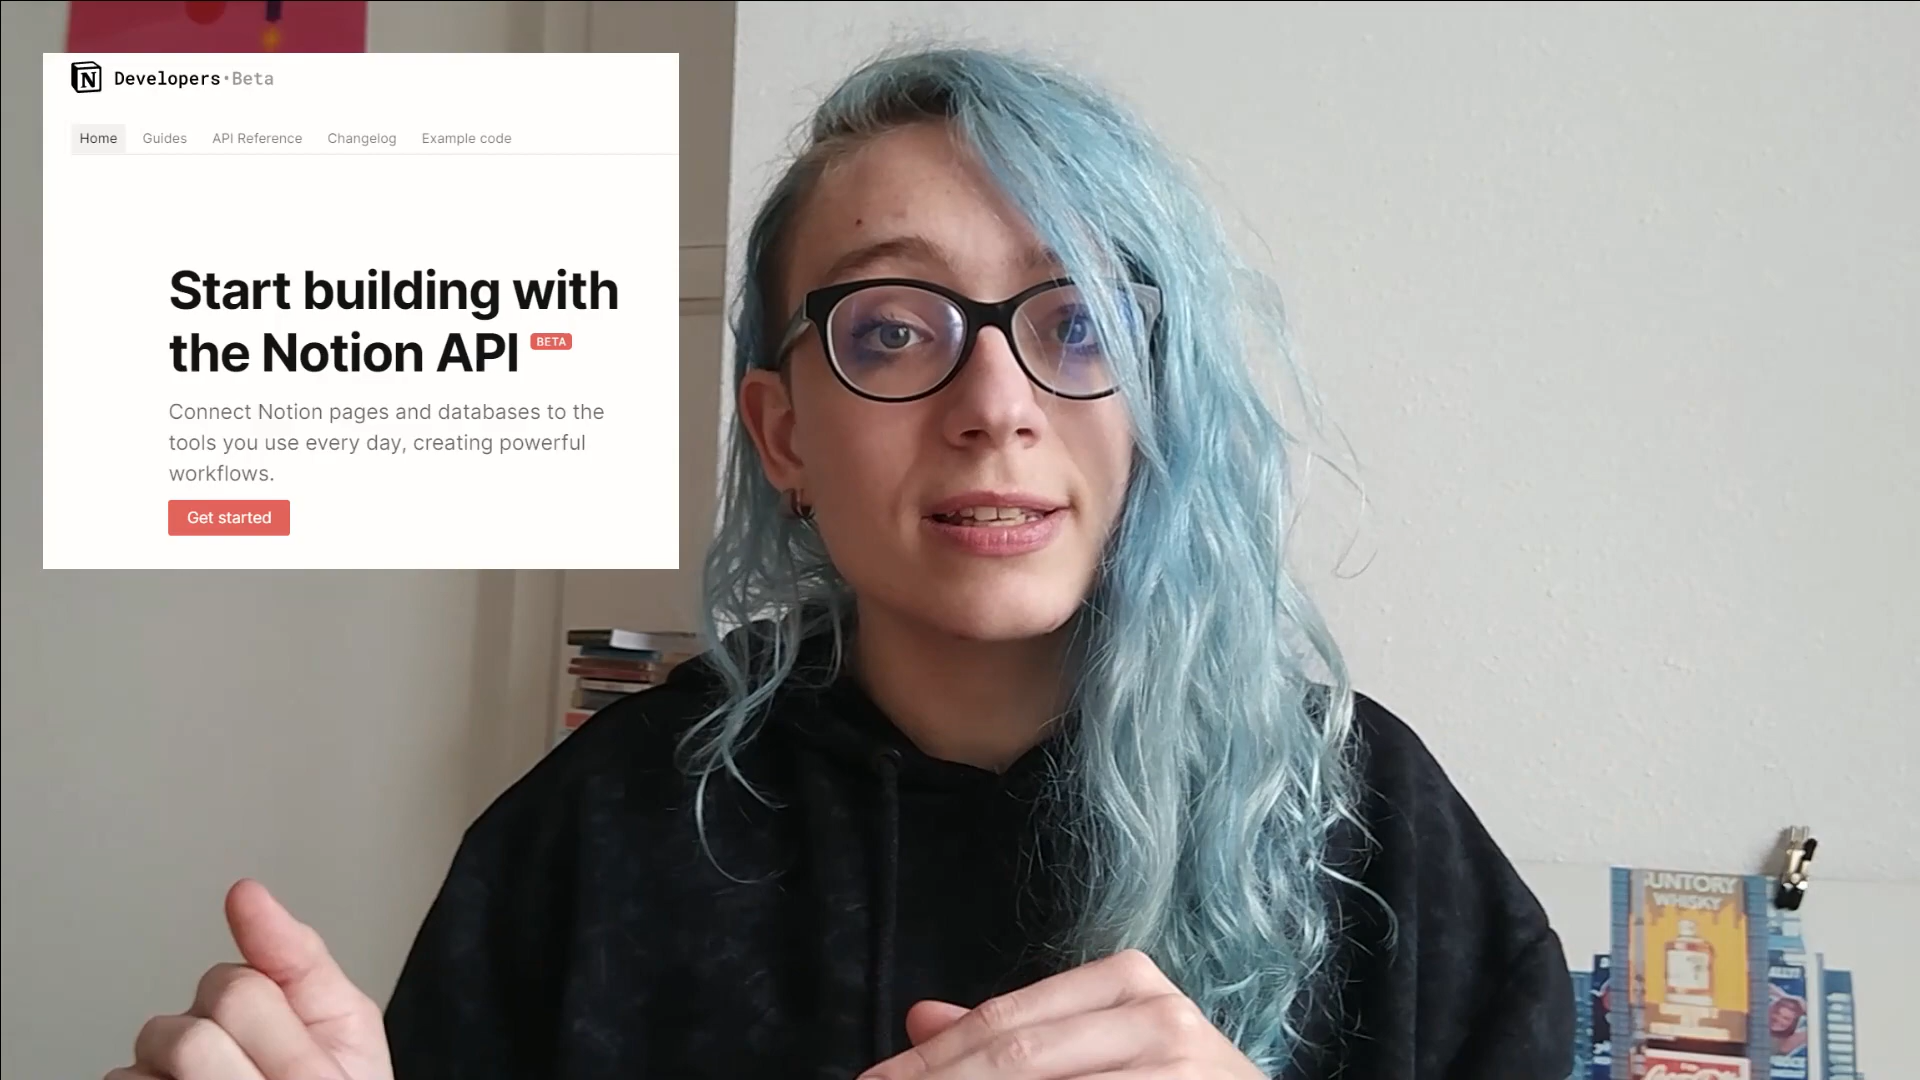 Developers·Beta
Home Guides API Reference Changelog Example code
Start building with
the Notion API BETA
Connect Notion pages and databases to the
tools you use every day, creating powerful
workflows.
Get started
SUNTORY
WHISKY